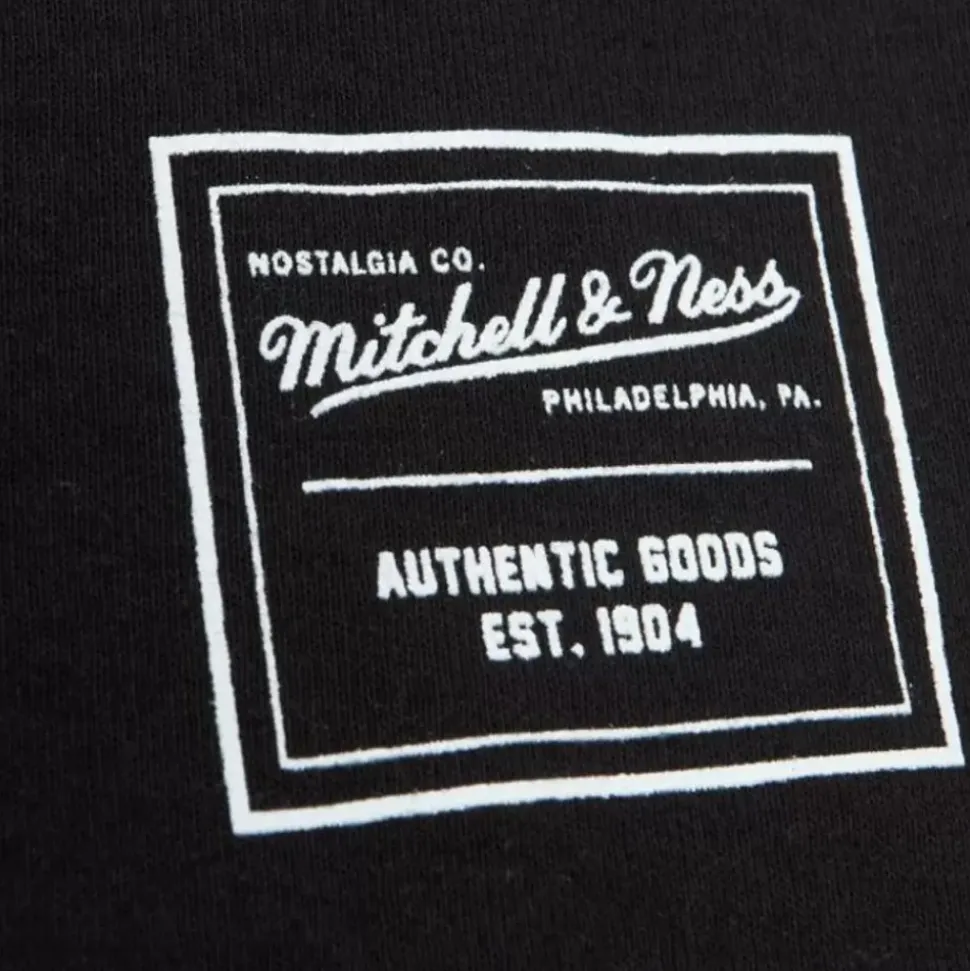 NOSTALGIA CO.
Mitchell & Ness
PHILADELPHIA, PA.
AUTHENTIC GOODS
EST. 1904